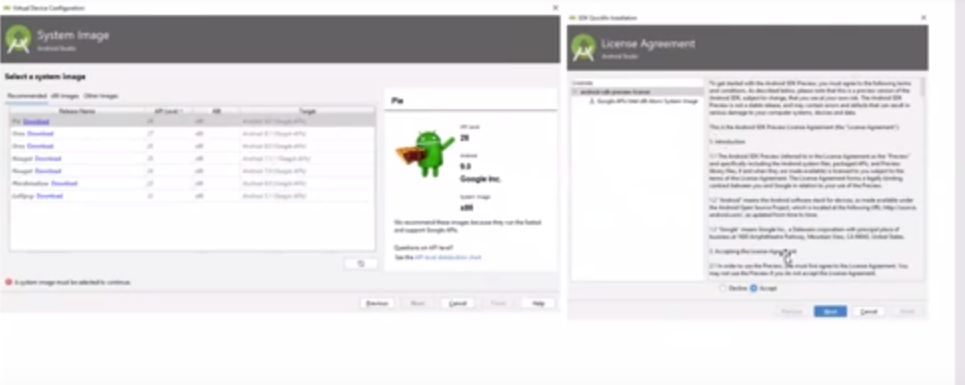 Virtual Device Configuration
System Image
Android Studio
Select a system image
Recommended x86 Images Other Images
Release Name API Level ABI Target
Pie Download 28 x86 Android 9.0 (Google APIs)
Oreo Download 27 x86 Android 8.1 (Google APIs)
Oreo Download 26 x86 Android 8.0 (Google APIs)
Nougat Download 25 x86 Android 7.1.1 (Google APIs)
Nougat Download 24 x86 Android 7.0 (Google APIs)
Marshmallow Download 23 x86 Android 6.0 (Google APIs)
Lollipop Download 22 x86 Android 5.1 (Google APIs)
Pie
API Level
28
Android
9.0
Google Inc.
System Image
x86
We recommend these images because they run the fastest
and support Google APIs.
Questions on API level?
See the API level distribution chart
A system image must be selected to continue.
Previous Next Cancel Finish Help
SDK Quickfix Installation
License Agreement
Android Studio
Licenses
android-sdk-preview-license
Google APIs Intel x86 Atom System Image
To get started with the Android SDK Preview, you must agree to the following terms
and conditions. As described below, please note that this is a preview version of the
Android SDK, subject to change, that you use at your own risk. The Android SDK
Preview is not a stable release, and may contain errors and defects that can result in
serious damage to your computer systems, devices and data.
This is the Android SDK Preview License Agreement (the "License Agreement").
1. Introduction
1.1 The Android SDK Preview (referred to in the License Agreement as the "Preview"
and specifically including the Android system files, packaged APIs, and Preview
library files, if and when they are made available) is licensed to you subject to the
terms of the License Agreement. The License Agreement forms a legally binding
contract between you and Google in relation to your use of the Preview.
1.2 "Android" means the Android software stack for devices, as made available under
the Android Open Source Project, which is located at the following URL: http://source.
android.com/, as updated from time to time.
1.3 "Google" means Google Inc., a Delaware corporation with principal place of
business at 1600 Amphitheatre Parkway, Mountain View, CA 94043, United States.
2. Accepting the License Agreement
2.1 In order to use the Preview, you must first agree to the License Agreement. You
may not use the Preview if you do not accept the License Agreement.
Decline Accept
Previous Next Cancel Finish